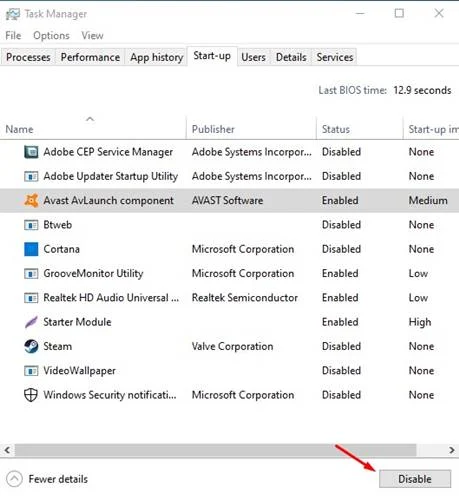 Task Manager
File Options View
Processes Performance App history Start-up Users Details Services
Last BIOS time: 12.9 seconds
Name Publisher Status Start-up im
Adobe CEP Service Manager Adobe Systems Incorpor... Disabled None
Adobe Updater Startup Utility Adobe Systems Incorpor... Disabled None
Avast AvLaunch component AVAST Software Enabled Medium
Btweb Disabled None
Cortana Microsoft Corporation Disabled None
GrooveMonitor Utility Microsoft Corporation Enabled Low
Realtek HD Audio Universal ... Realtek Semiconductor Enabled Low
Starter Module Enabled High
Steam Valve Corporation Disabled None
VideoWallpaper Disabled None
Windows Security notificati... Microsoft Corporation Disabled None
Fewer details Disable